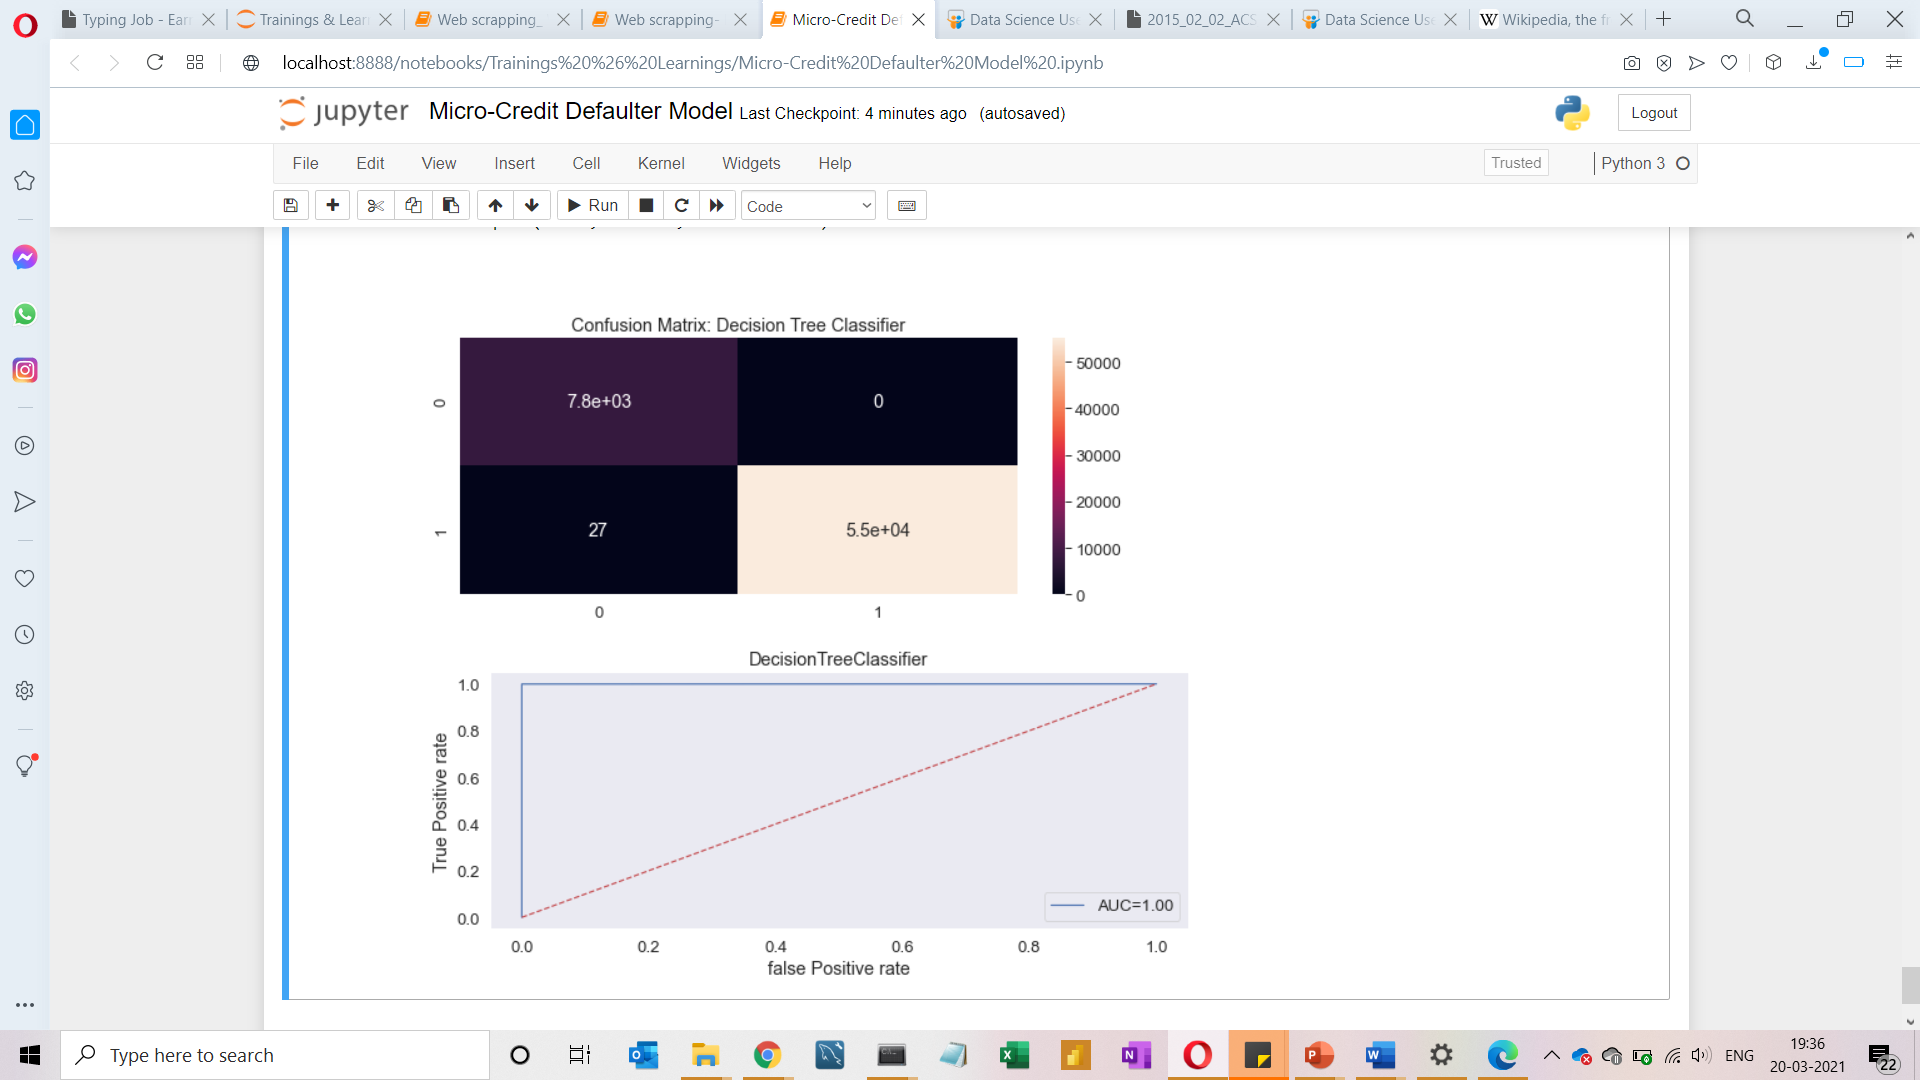 Typing Job - Ear
Trainings & Lear
Web scrapping_
Web scrapping-
Micro-Credit De
Data Science Us
2015_02_02_ACS
Data Science Us
W Wikipedia, the f
localhost:8888/notebooks/Trainings%20%26%20Learnings/Micro-Credit%20Defaulter%20Model%20.ipynb
jupyter Micro-Credit Defaulter Model Last Checkpoint: 4 minutes ago (autosaved)
Logout
File Edit View Insert Cell Kernel Widgets Help
Trusted
Python 3
Run
Code
Confusion Matrix: Decision Tree Classifier
0
7.8e+03
0
1
27
5.5e+04
0
1
50000
40000
30000
20000
10000
0
DecisionTreeClassifier
True Positive rate
1.0
0.8
0.6
0.4
0.2
0.0
AUC=1.00
0.0 0.2 0.4 0.6 0.8 1.0
false Positive rate
Type here to search
ENG
19:36
20-03-2021
22